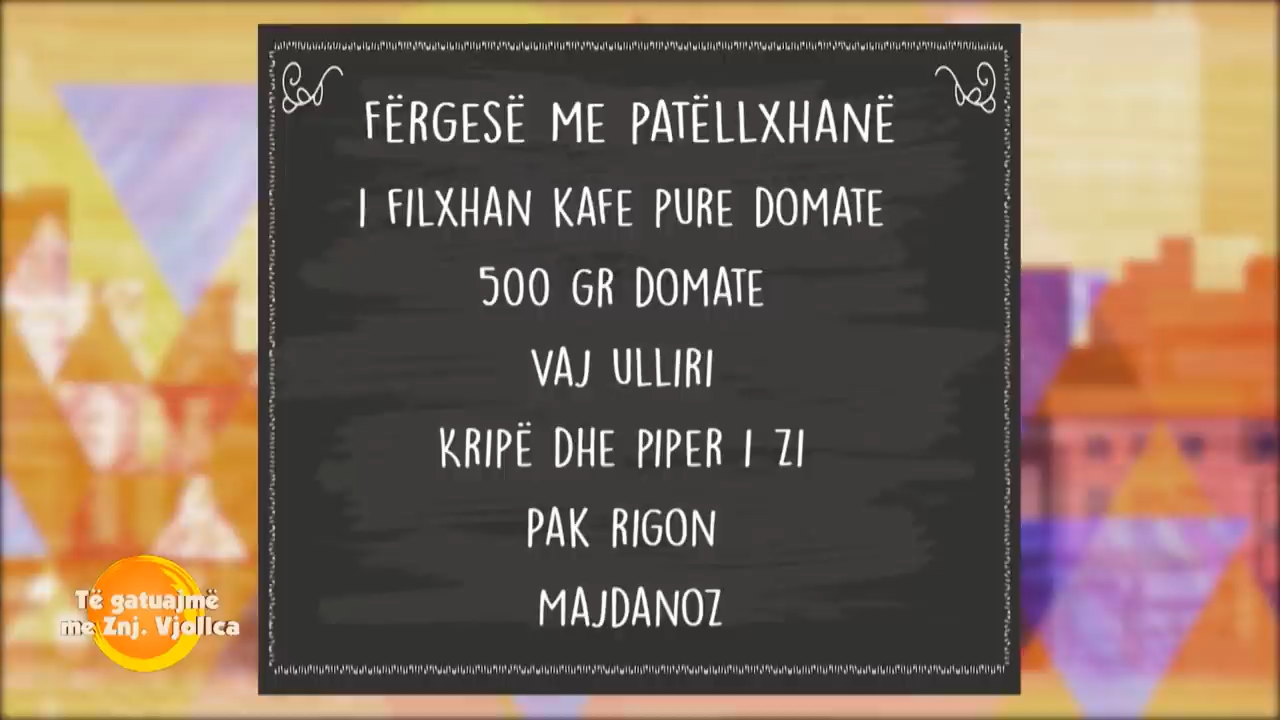 FËRGESË ME PATËLLXHANË
1 FILXHAN KAFE PURE DOMATE
500 GR DOMATE
VAJ ULLIRI
KRIPË DHE PIPER I ZI
PAK RIGON
MAJDANOZ
Të gatuajmë
me Znj. Vjollca